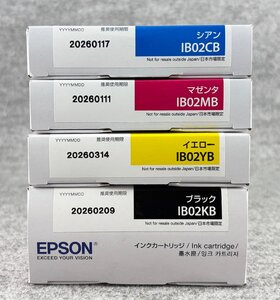 YYYYMMDD 推奨使用期限
20260117
シアン
IB02CB
Not for resale outside Japan/日本市場限定
YYYYMMDD 推奨使用期限
20260111
マゼンタ
IB02MB
Not for resale outside Japan/日本市場限定
YYYYMMDD 推奨使用期限
20260314
イエロー
IB02YB
Not for resale outside Japan/日本市場限定
YYYYMMDD 推奨使用期限
20260209
ブラック
IB02KB
Not for resale outside Japan/日本市場限定
EPSON
EXCEED YOUR VISION
インクカートリッジ/Ink cartridge/
墨水匣/잉크 카트리지